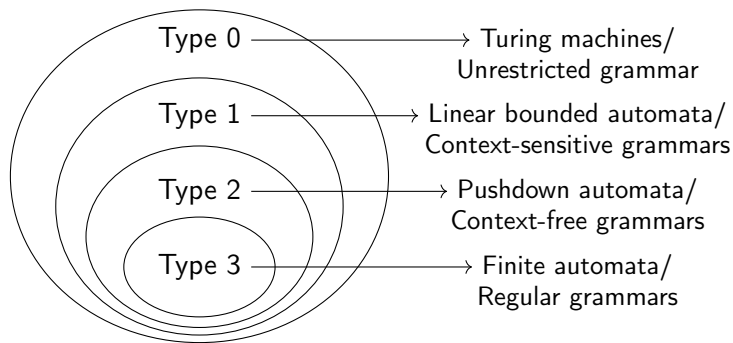 Type 0
Turing machines/
Unrestricted grammar
Type 1
Linear bounded automata/
Context-sensitive grammars
Type 2
Pushdown automata/
Context-free grammars
Type 3
Finite automata/
Regular grammars